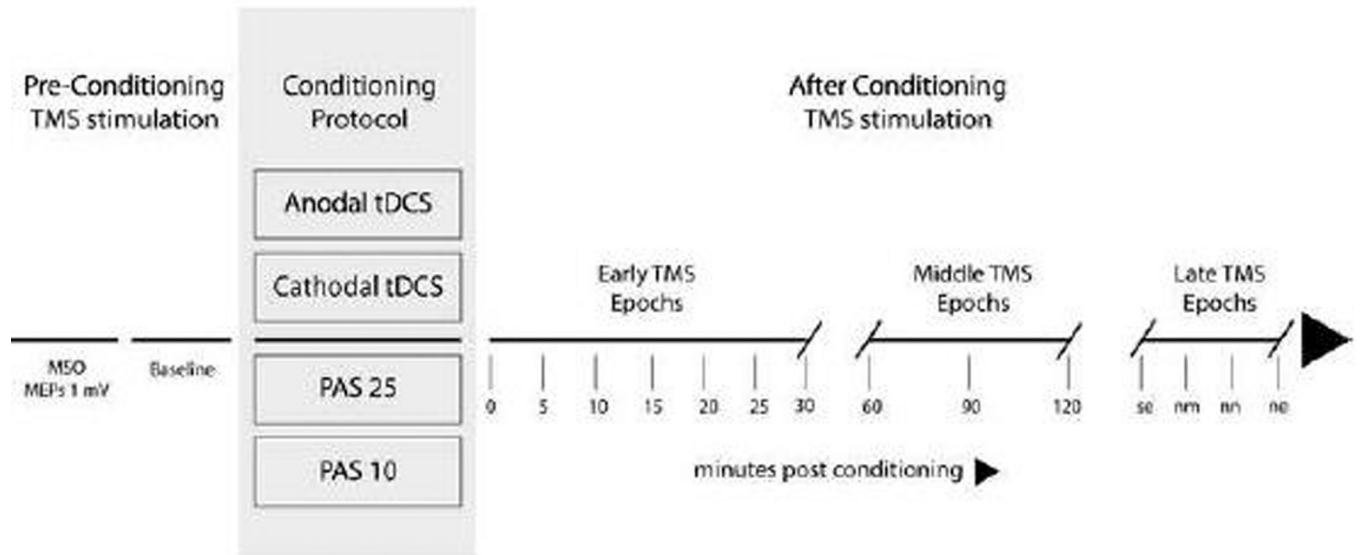 Pre-Conditioning
TMS stimulation
Conditioning
Protocol
After Conditioning
TMS stimulation
Anodal tDCS
Cathodal tDCS
PAS 25
PAS 10
MSO
MEPs 1 mV
Baseline
Early TMS
Epochs
Middle TMS
Epochs
Late TMS
Epochs
0 5 10 15 20 25 30 60 90 120 se nm nn ne
minutes post conditioning